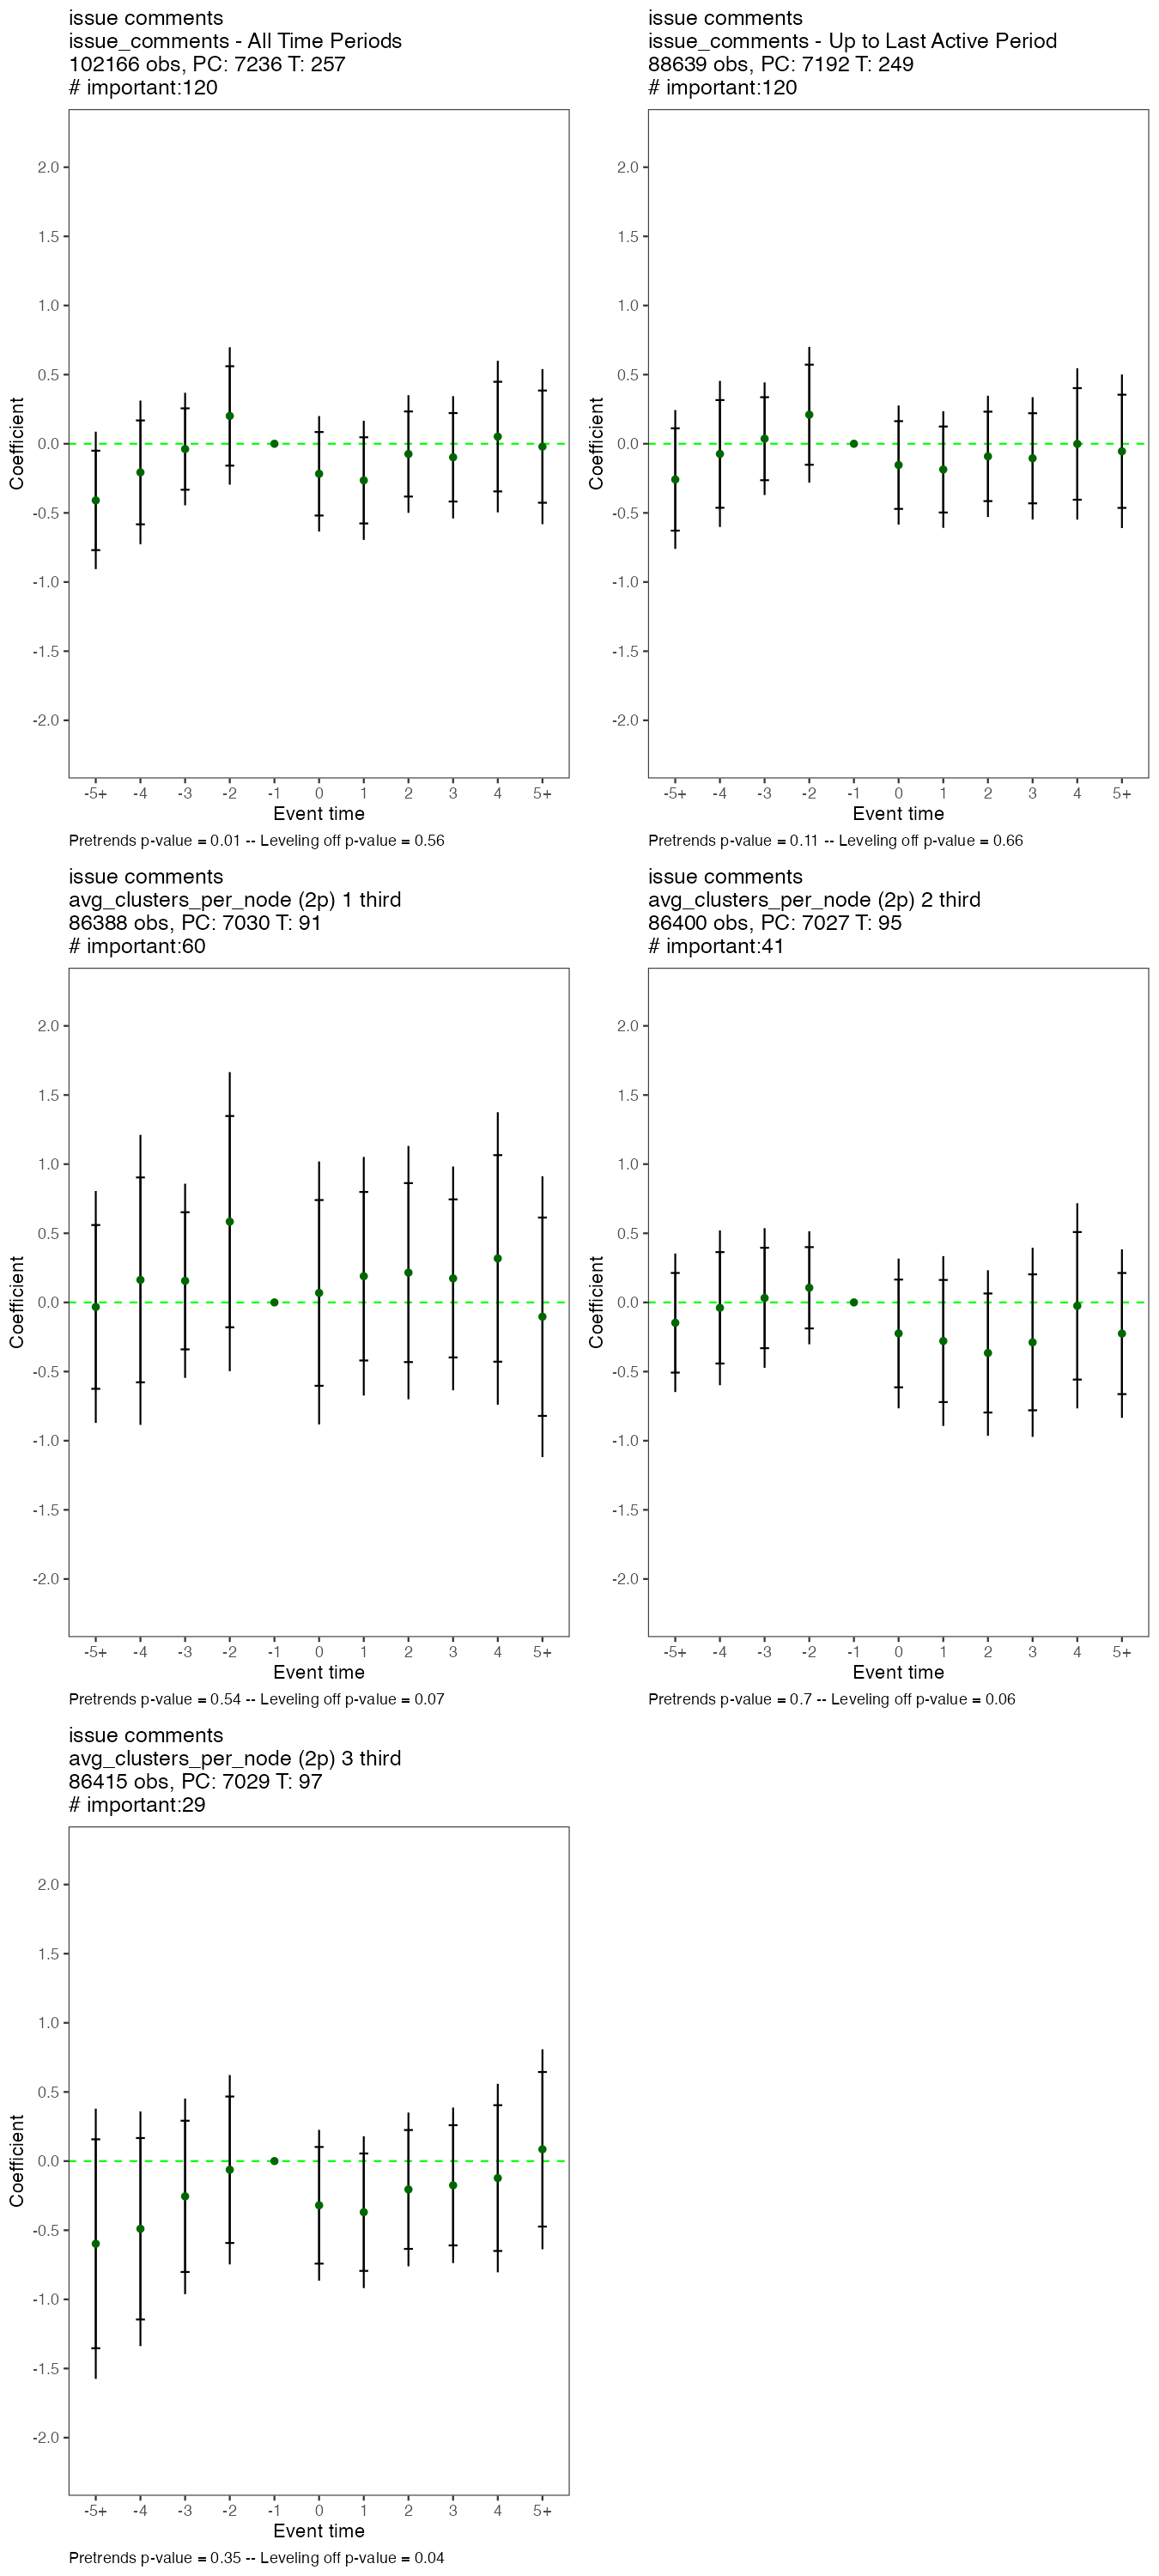 issue comments
issue_comments - All Time Periods
102166 obs, PC: 7236 T: 257
# important:120
2.0
1.5
1.0
0.5
0.0
-0.5
-1.0
-1.5
-2.0
Coefficient
-5+ -4 -3 -2 -1 0 1 2 3 4 5+
Event time
Pretrends p-value = 0.01 -- Leveling off p-value = 0.56
issue comments
issue_comments - Up to Last Active Period
88639 obs, PC: 7192 T: 249
# important:120
2.0
1.5
1.0
0.5
0.0
-0.5
-1.0
-1.5
-2.0
Coefficient
-5+ -4 -3 -2 -1 0 1 2 3 4 5+
Event time
Pretrends p-value = 0.11 -- Leveling off p-value = 0.66
issue comments
avg_clusters_per_node (2p) 1 third
86388 obs, PC: 7030 T: 91
# important:60
2.0
1.5
1.0
0.5
0.0
-0.5
-1.0
-1.5
-2.0
Coefficient
-5+ -4 -3 -2 -1 0 1 2 3 4 5+
Event time
Pretrends p-value = 0.54 -- Leveling off p-value = 0.07
issue comments
avg_clusters_per_node (2p) 2 third
86400 obs, PC: 7027 T: 95
# important:41
2.0
1.5
1.0
0.5
0.0
-0.5
-1.0
-1.5
-2.0
Coefficient
-5+ -4 -3 -2 -1 0 1 2 3 4 5+
Event time
Pretrends p-value = 0.7 -- Leveling off p-value = 0.06
issue comments
avg_clusters_per_node (2p) 3 third
86415 obs, PC: 7029 T: 97
# important:29
2.0
1.5
1.0
0.5
0.0
-0.5
-1.0
-1.5
-2.0
Coefficient
-5+ -4 -3 -2 -1 0 1 2 3 4 5+
Event time
Pretrends p-value = 0.35 -- Leveling off p-value = 0.04